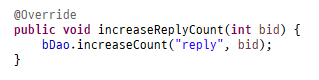 @Override
public void increaseReplyCount(int bid) {
    bDao.increaseCount("reply", bid);
}